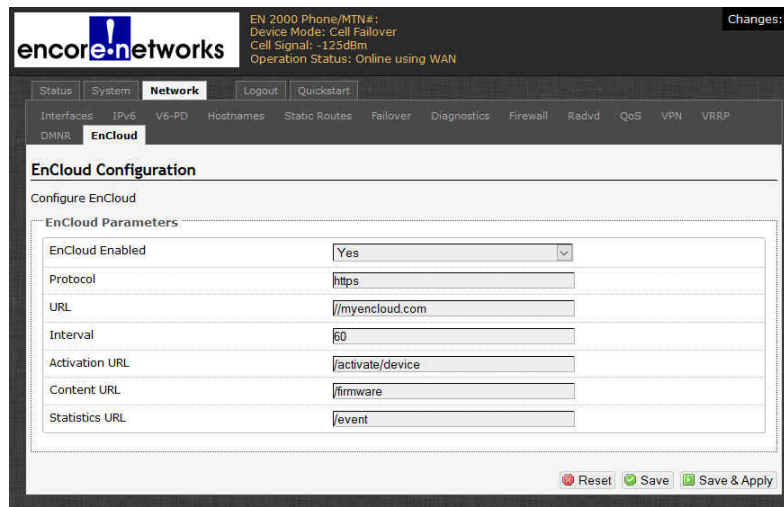 encore networks
EN 2000 Phone/MTN#:
Device Mode: Cell Failover
Cell Signal: -125dBm
Operation Status: Online using WAN
Changes:
Status System Network Logout Quickstart
Interfaces IPv6 V6-PD Hostnames Static Routes Failover Diagnostics Firewall Radvd QoS VPN VRRP
DMNR EnCloud
EnCloud Configuration
Configure EnCloud
EnCloud Parameters
EnCloud Enabled Yes
Protocol https
URL //myencloud.com
Interval 60
Activation URL /activate/device
Content URL /firmware
Statistics URL /event
Reset Save Save & Apply